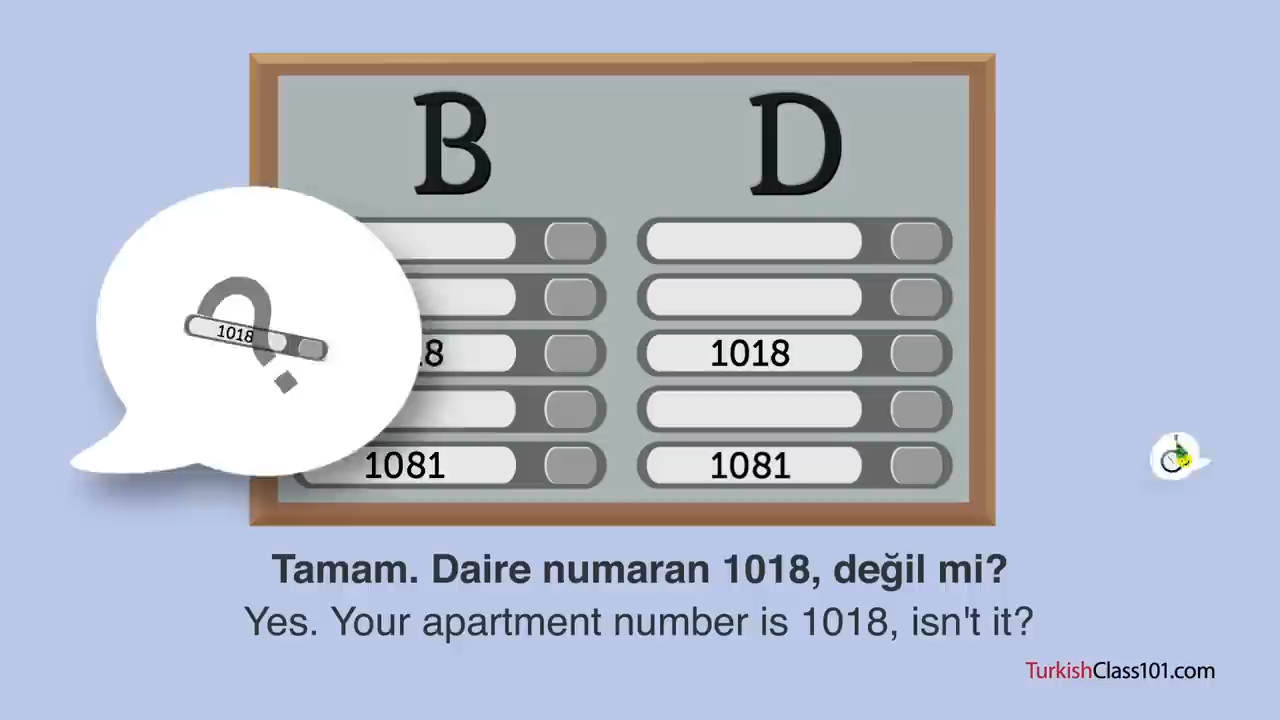 B D
1018
1018
1081 1081
Tamam. Daire numaran 1018, değil mi?
Yes. Your apartment number is 1018, isn't it?
TurkishClass101.com